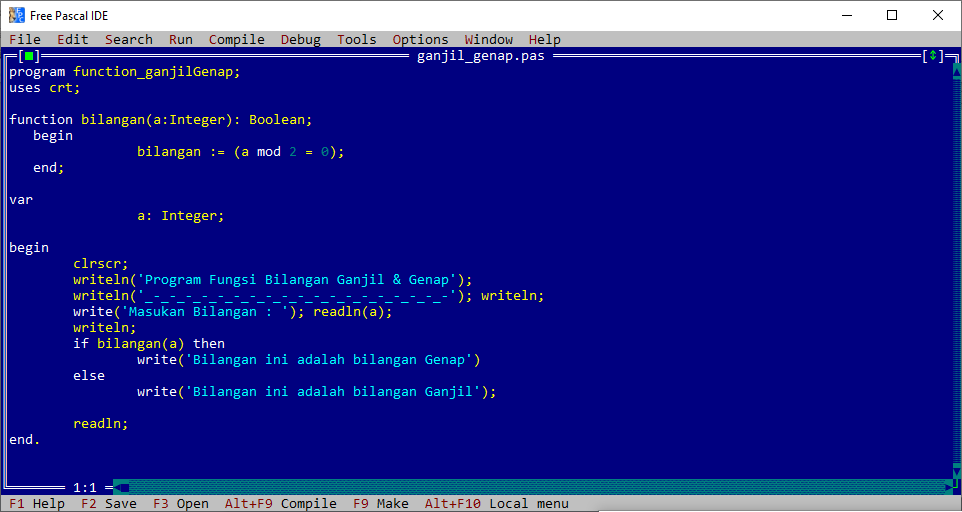 Free Pascal IDE
File Edit Search Run Compile Debug Tools Options Window Help
[■] ganjil_genap.pas [↕]
program function_ganjilGenap;
uses crt;
function bilangan(a:Integer): Boolean;
begin
bilangan := (a mod 2 = 0);
end;
var
a: Integer;
begin
clrscr;
writeln('Program Fungsi Bilangan Ganjil & Genap');
writeln('_-_-_-_-_-_-_-_-_-_-_-_-_-_-_-_-_-_-_-'); writeln;
write('Masukan Bilangan : '); readln(a);
writeln;
if bilangan(a) then
write('Bilangan ini adalah bilangan Genap')
else
write('Bilangan ini adalah bilangan Ganjil');
readln;
end.
1:1
F1 Help F2 Save F3 Open Alt+F9 Compile F9 Make Alt+F10 Local menu